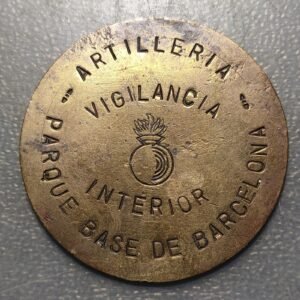 ARTILLERIA
VIGILANCIA
INTERIOR
PARQUE BASE DE BARCELONA